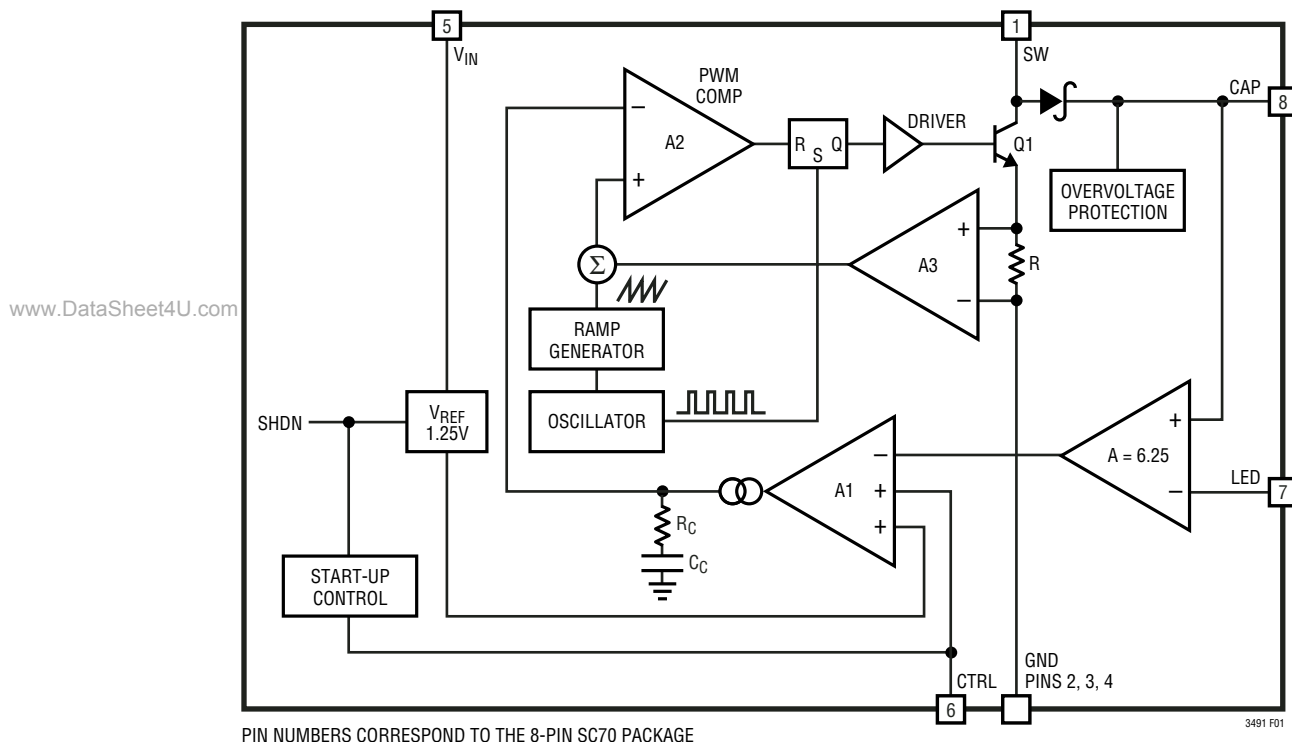 5
1
VIN
SW
PWM
COMP
CAP
8
−
A2
+
R S Q
DRIVER
Q1
OVERVOLTAGE
PROTECTION
+
A3
−
R
Σ
www.DataSheet4U.com
RAMP
GENERATOR
SHDN
VREF
1.25V
OSCILLATOR
+
A = 6.25
−
LED
7
−
A1
+
+
RC
CC
START-UP
CONTROL
GND
PINS 2, 3, 4
CTRL
6
3491 F01
PIN NUMBERS CORRESPOND TO THE 8-PIN SC70 PACKAGE